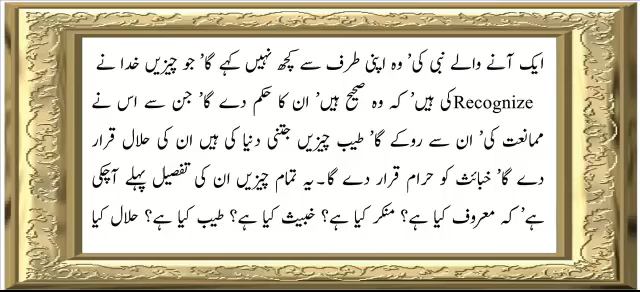 ایک آنے والے نبی کی’ وہ اپنی طرف سے کچھ نہیں کہے گا’ جو چیزیں خدا نے
Recognizeکی ہیں’ کہ وہ صحیح ہیں’ ان کا حکم دے گا’ جن سے اس نے
ممانعت کی’ ان سے روکے گا’ طیب چیزیں جتنی دنیا کی ہیں ان کی حلال قرار
دے گا’ خبائث کو حرام قرار دے گا۔ یہ تمام چیزیں ان کی تفصیل پہلے آچکی
ہے’ کہ معروف کیا ہے؟ منکر کیا ہے؟ خبیث کیا ہے؟ طیب کیا ہے؟ حلال کیا